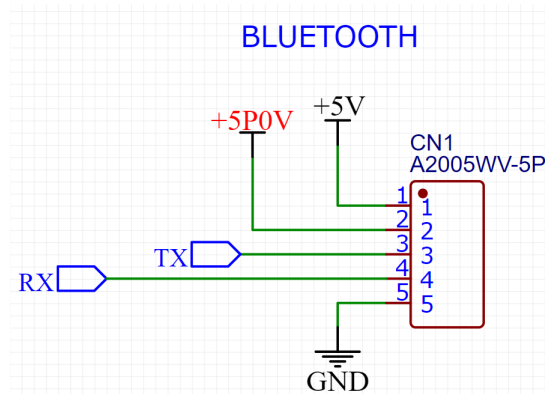 BLUETOOTH
+5V
+5P0V
CN1
A2005WV-5P
1 1
2 2
TX 3 3
RX 4 4
5 5
GND